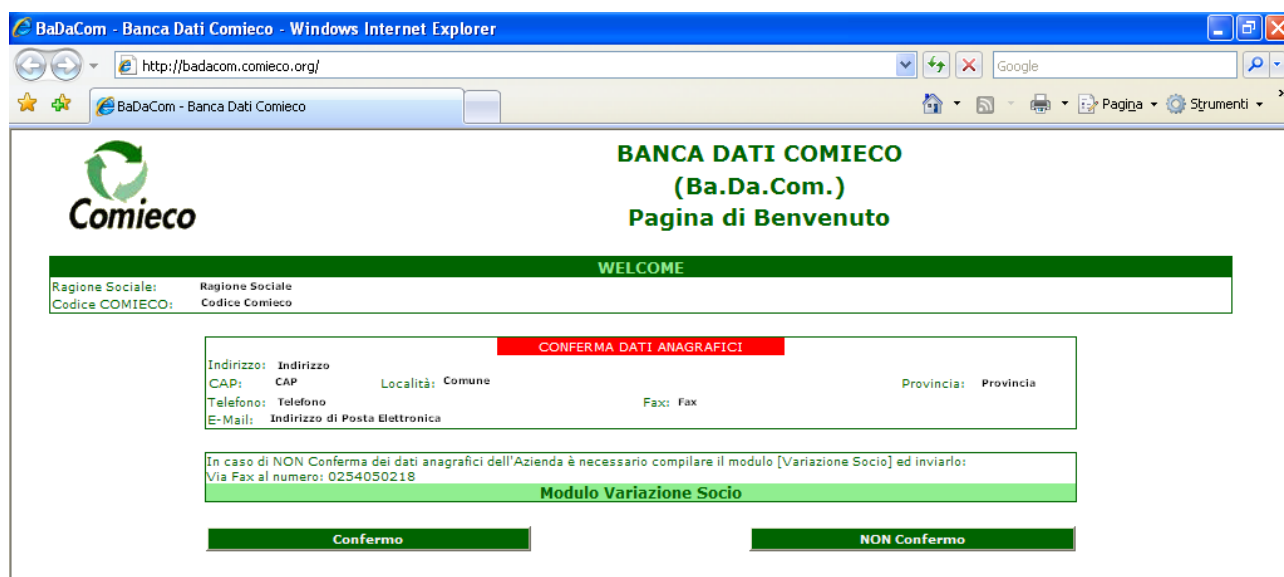 BaDaCom - Banca Dati Comieco - Windows Internet Explorer
http://badacom.comieco.org/
Google
BaDaCom - Banca Dati Comieco
Pagina
Strumenti
Comieco
BANCA DATI COMIECO
(Ba.Da.Com.)
Pagina di Benvenuto
WELCOME
Ragione Sociale: Ragione Sociale
Codice COMIECO: Codice Comieco
CONFERMA DATI ANAGRAFICI
Indirizzo: Indirizzo
CAP: CAP Località: Comune Provincia: Provincia
Telefono: Telefono Fax: Fax
E-Mail: Indirizzo di Posta Elettronica
In caso di NON Conferma dei dati anagrafici dell'Azienda è necessario compilare il modulo [Variazione Socio] ed inviarlo:
Via Fax al numero: 0254050218
Modulo Variazione Socio
Confermo
NON Confermo